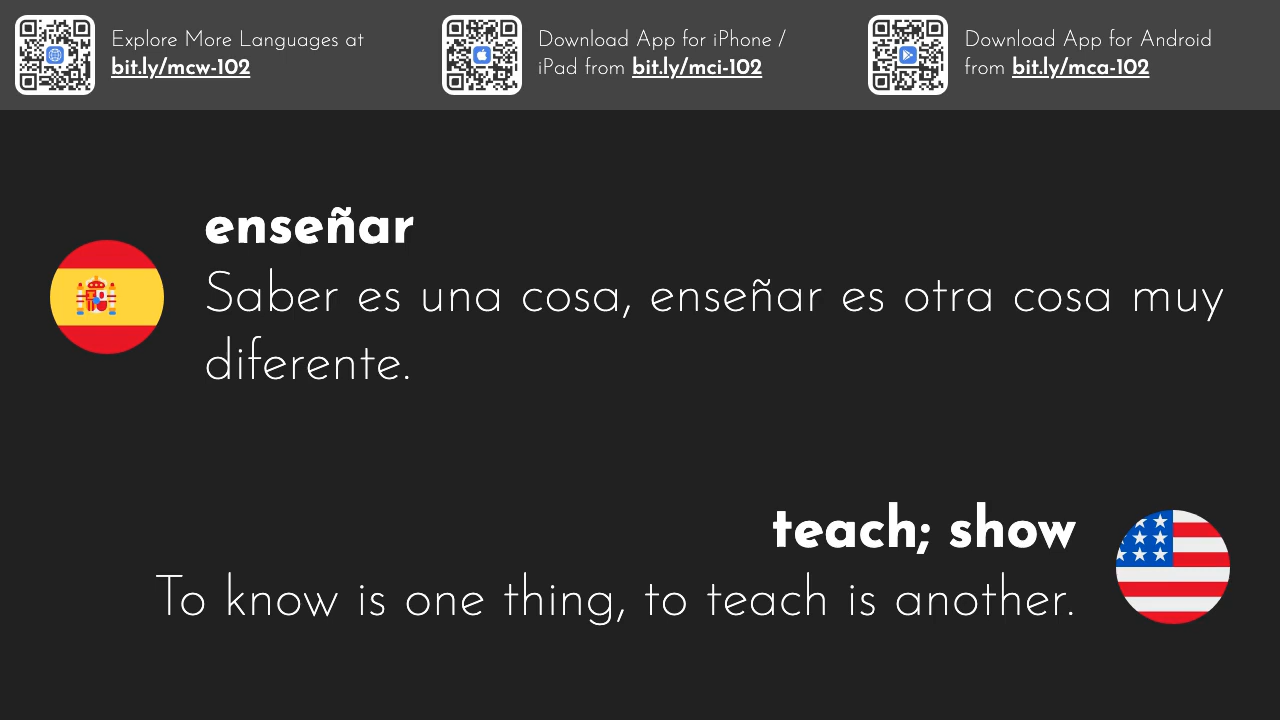 Explore More Languages at
bit.ly/mcw-102
Download App for iPhone /
iPad from bit.ly/mci-102
Download App for Android
from bit.ly/mca-102
enseñar
Saber es una cosa, enseñar es otra cosa muy
diferente.
teach; show
To know is one thing, to teach is another.